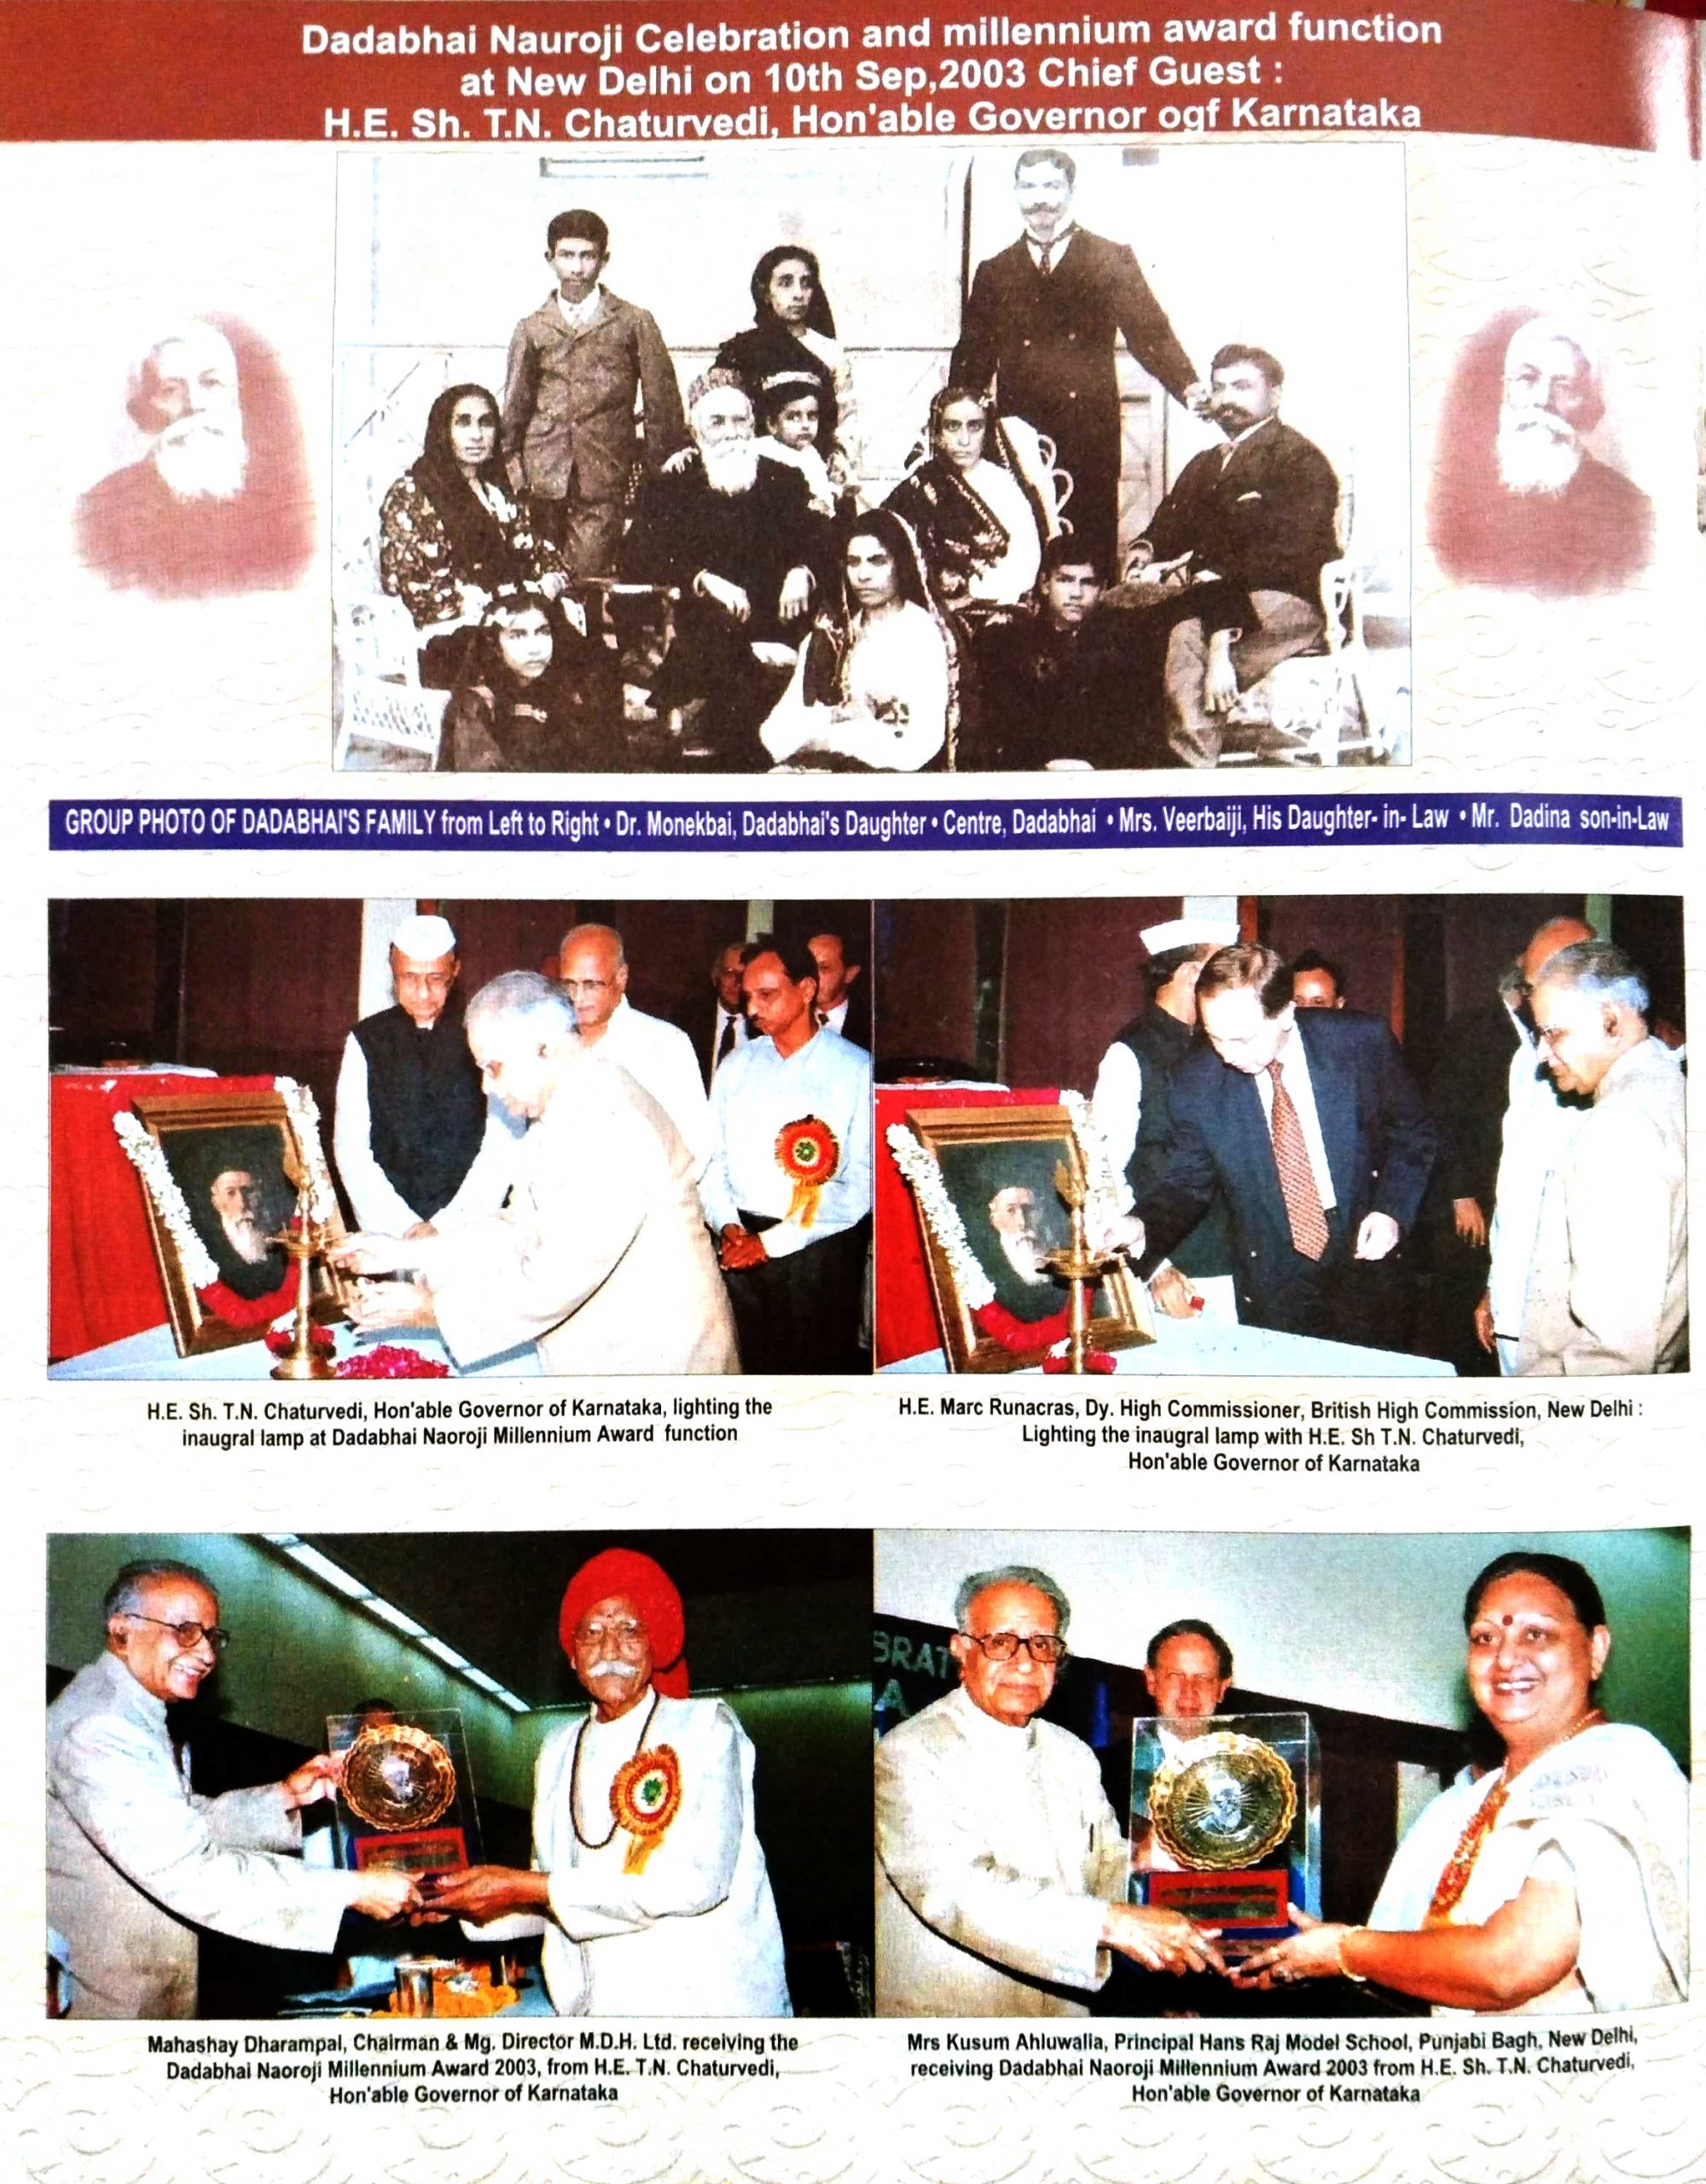 Dadabhai Nauroji Celebration and millennium award function
at New Delhi on 10th Sep,2003 Chief Guest :
H.E. Sh. T.N. Chaturvedi, Hon'able Governor ogf Karnataka
GROUP PHOTO OF DADABHAI'S FAMILY from Left to Right • Dr. Monekbai, Dadabhai's Daughter • Centre, Dadabhai • Mrs. Veerbaiji, His Daughter- in- Law • Mr. Dadina son-in-Law
H.E. Sh. T.N. Chaturvedi, Hon'able Governor of Karnataka, lighting the
inaugral lamp at Dadabhai Naoroji Millennium Award function
H.E. Marc Runacras, Dy. High Commissioner, British High Commission, New Delhi :
Lighting the inaugral lamp with H.E. Sh T.N. Chaturvedi,
Hon'able Governor of Karnataka
BRAT
A
Mahashay Dharampal, Chairman & Mg. Director M.D.H. Ltd. receiving the
Dadabhai Naoroji Millennium Award 2003, from H.E. T.N. Chaturvedi,
Hon'able Governor of Karnataka
Mrs Kusum Ahluwalia, Principal Hans Raj Model School, Punjabi Bagh, New Delhi,
receiving Dadabhai Naoroji Millennium Award 2003 from H.E. Sh. T.N. Chaturvedi,
Hon'able Governor of Karnataka